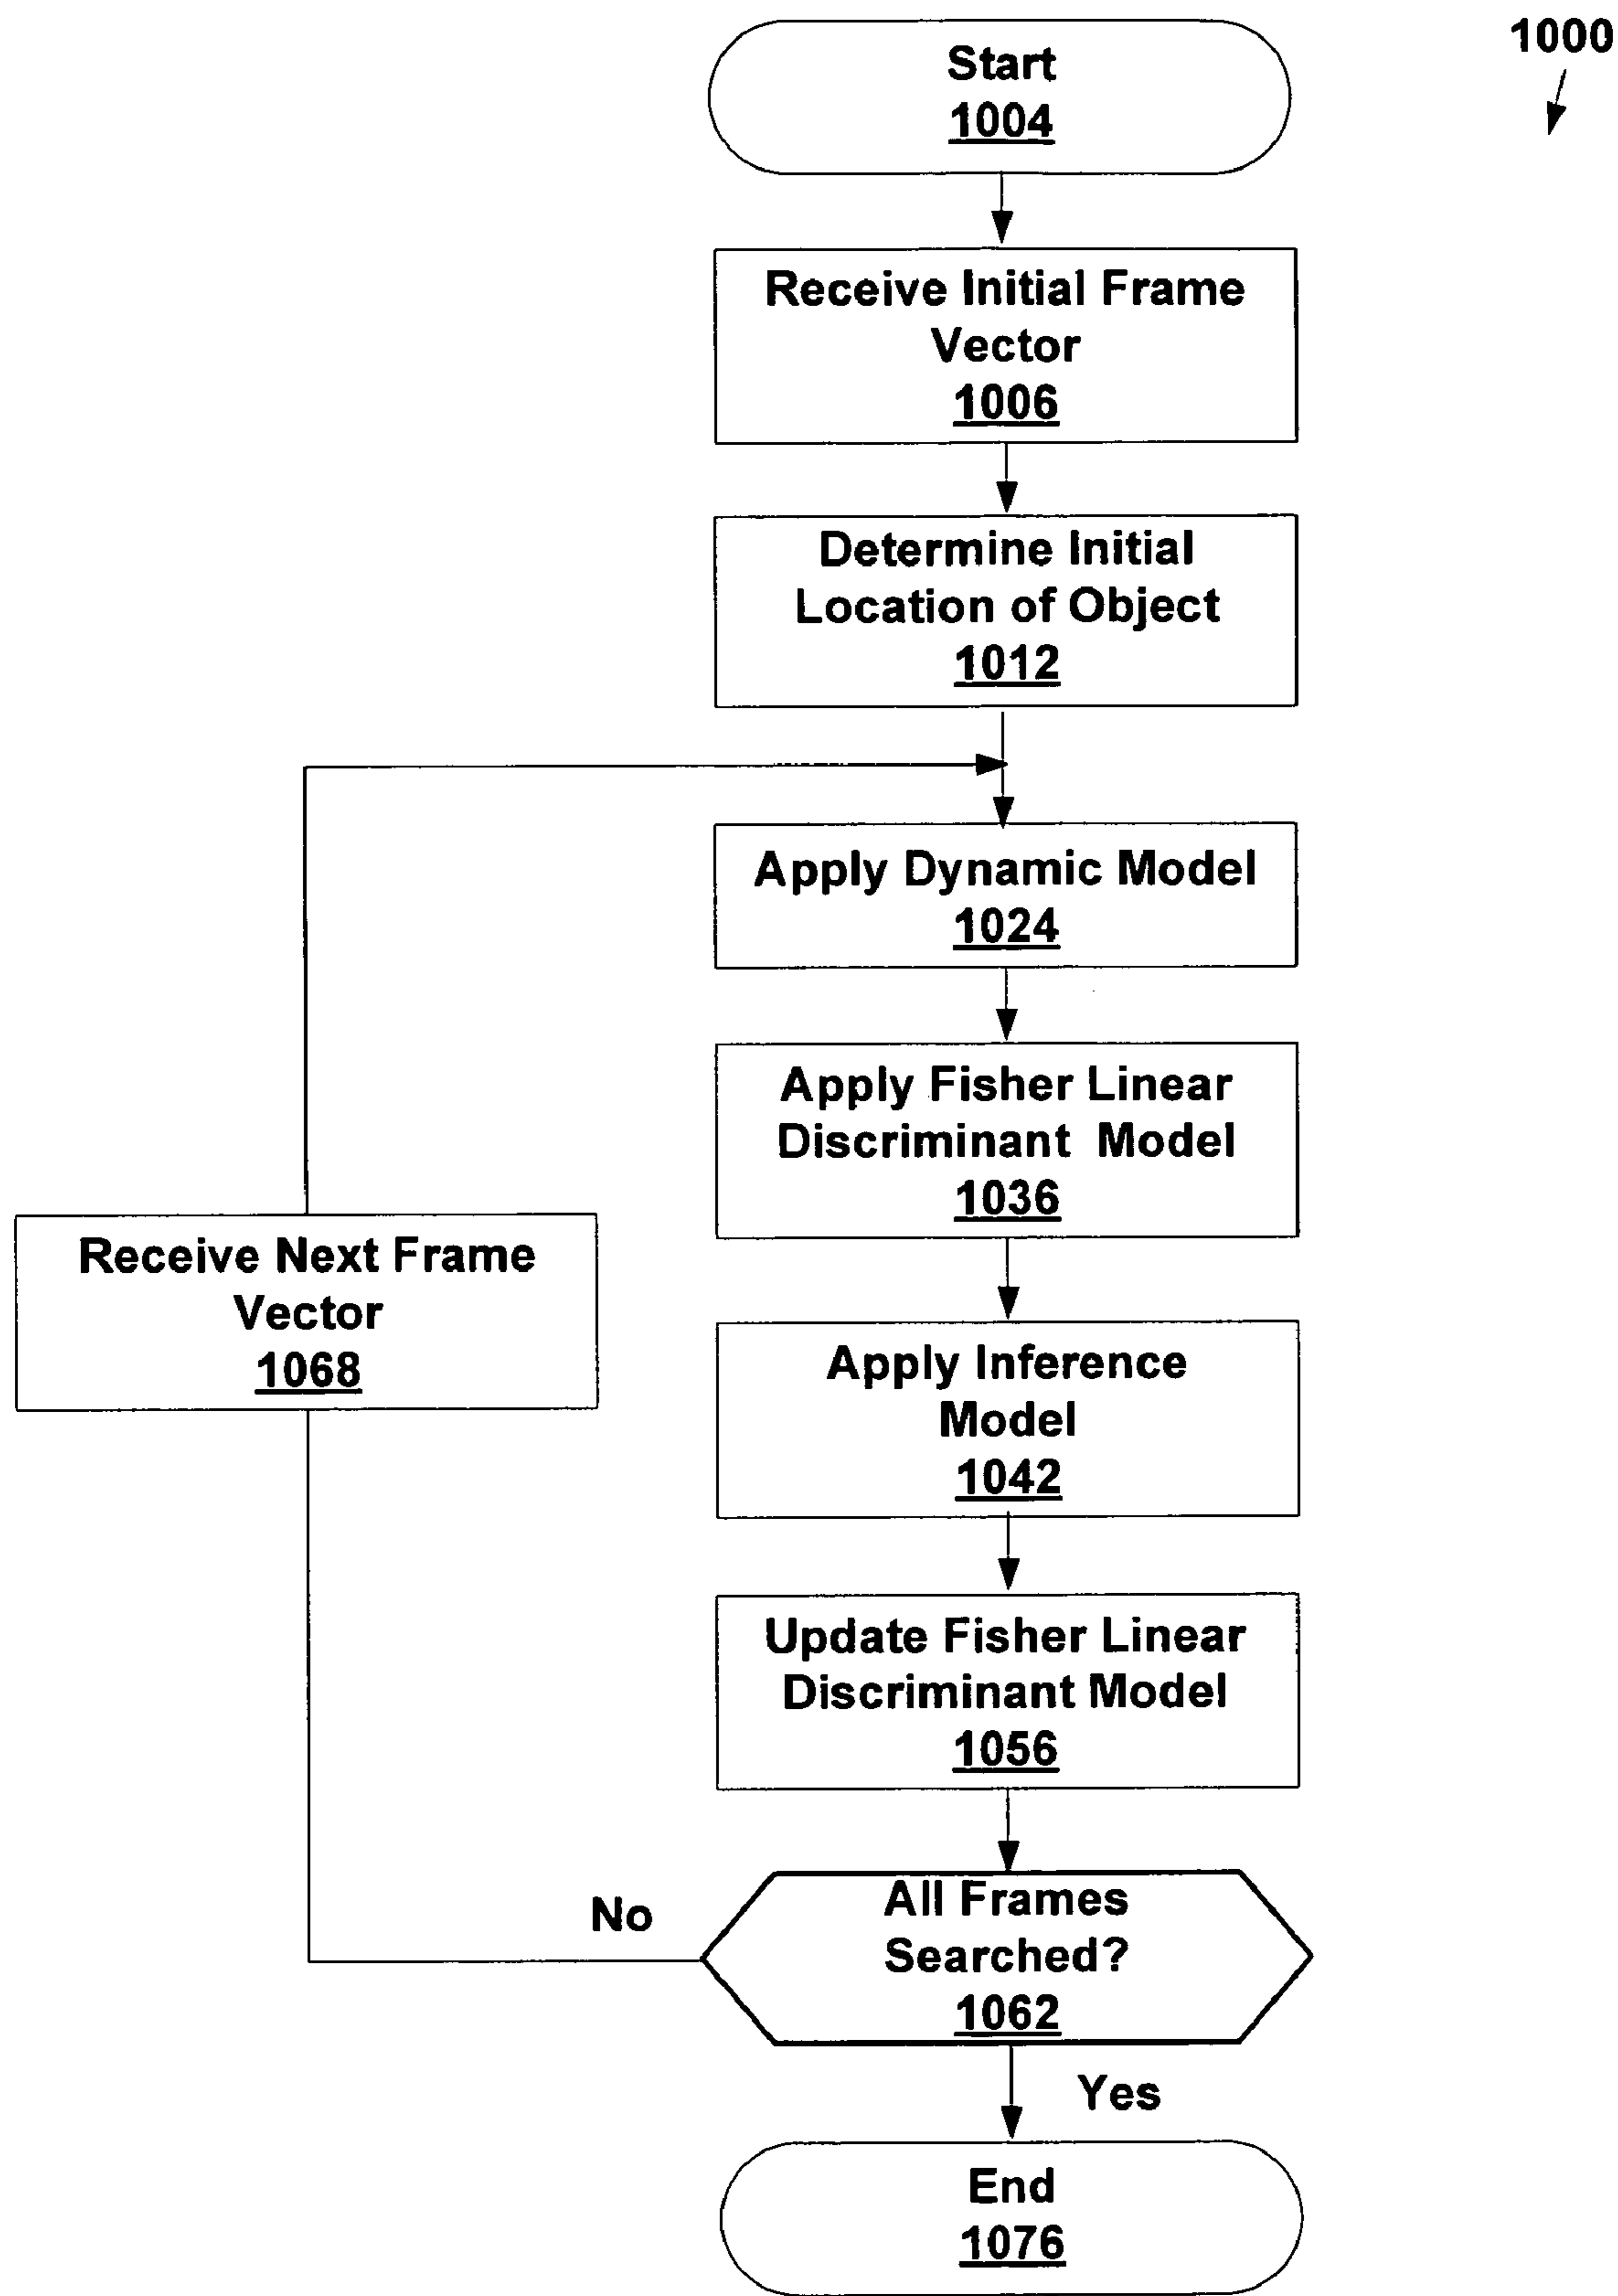 1000
Start
1004
Receive Initial Frame
Vector
1006
Determine Initial
Location of Object
1012
Apply Dynamic Model
1024
Apply Fisher Linear
Discriminant Model
1036
Receive Next Frame
Vector
1068
Apply Inference
Model
1042
Update Fisher Linear
Discriminant Model
1056
No
All Frames
Searched?
1062
Yes
End
1076